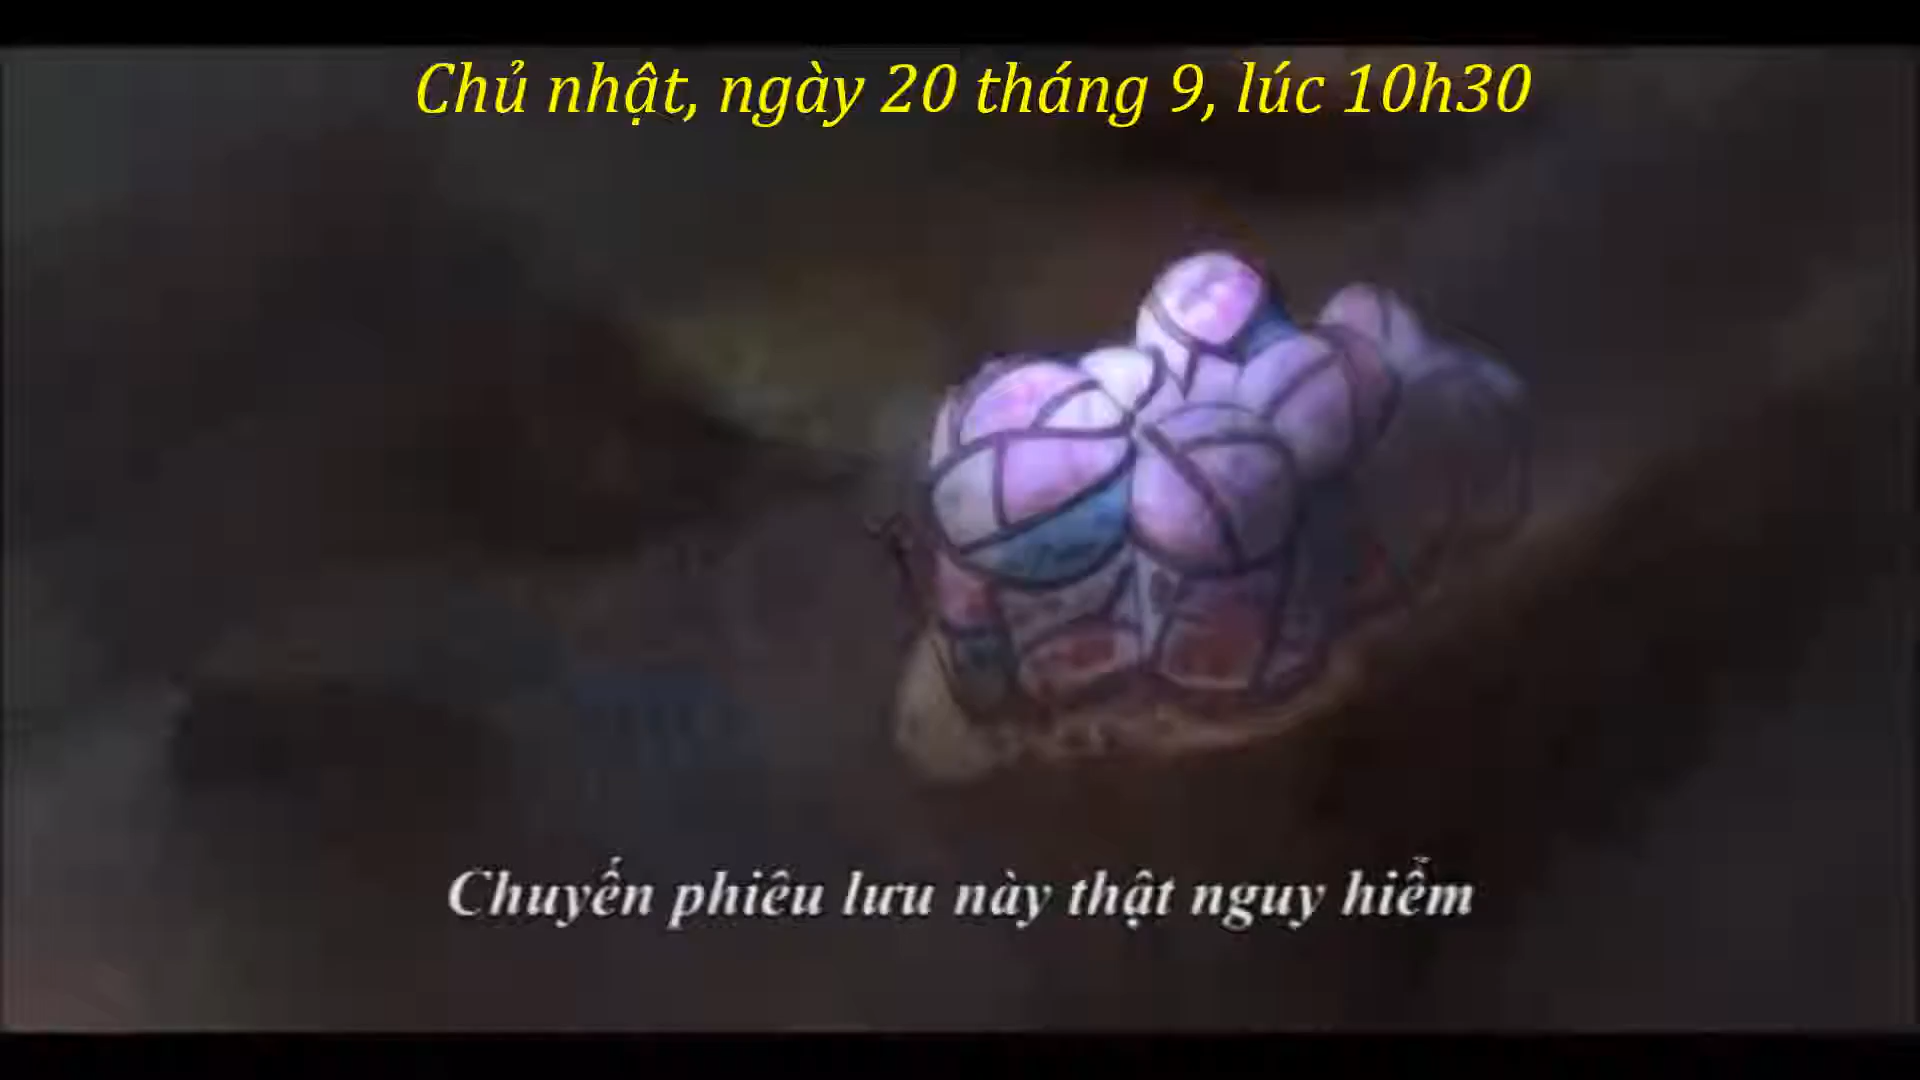 Chủ nhật, ngày 20 tháng 9, lúc 10h30
Chuyến phiêu lưu này thật nguy hiểm